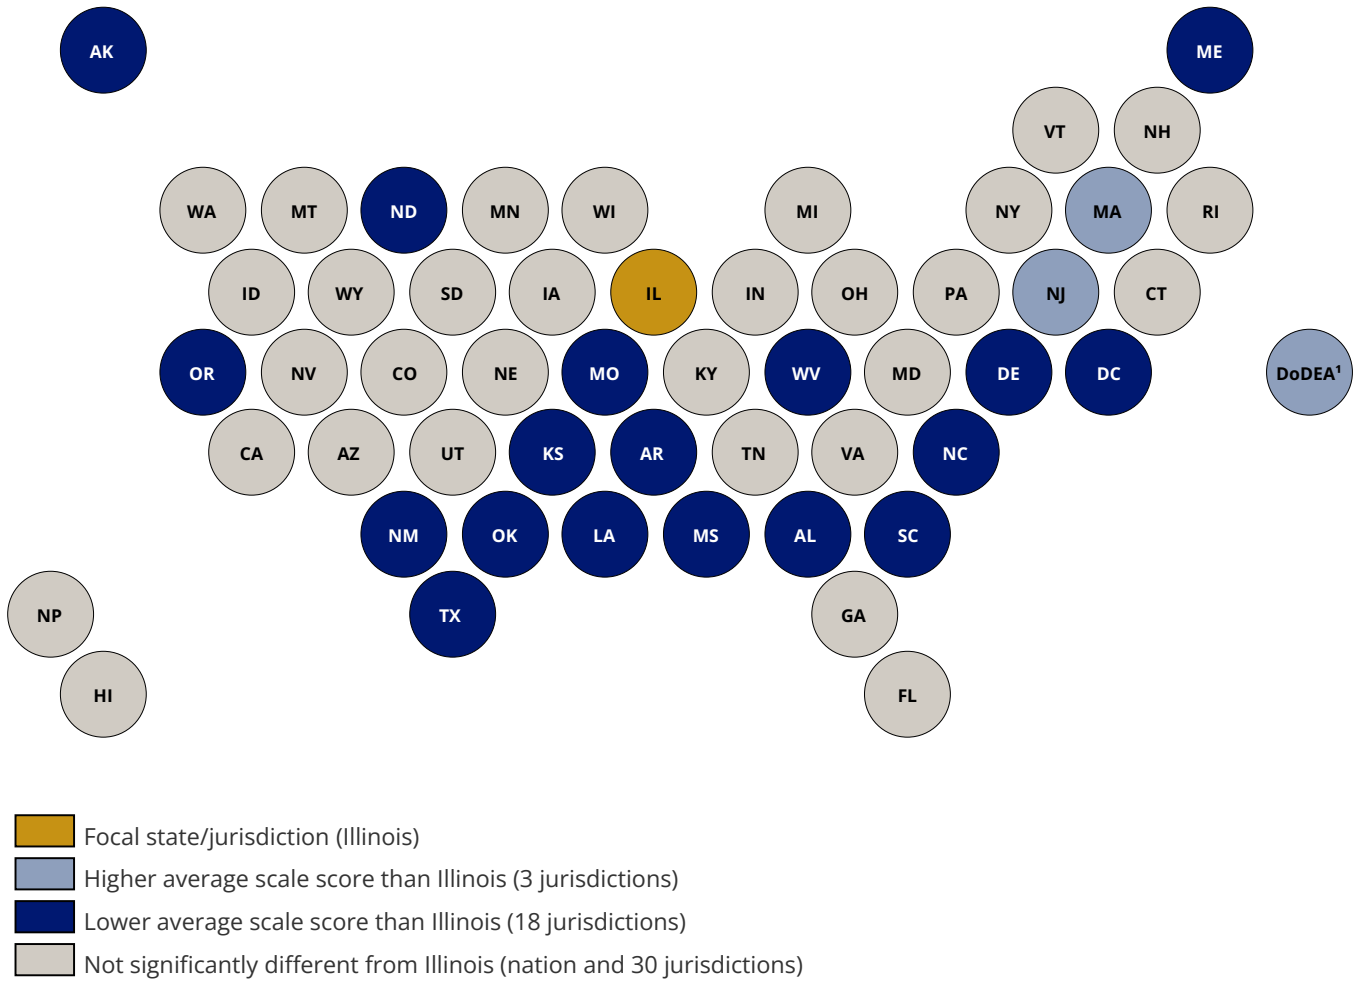 AK ME
VT NH
WA MT ND MN WI MI NY MA RI
ID WY SD IA IL IN OH PA NJ CT
OR NV CO NE MO KY WV MD DE DC DoDEA¹
CA AZ UT KS AR TN VA NC
NM OK LA MS AL SC
NP TX GA
HI FL
Focal state/jurisdiction (Illinois)
Higher average scale score than Illinois (3 jurisdictions)
Lower average scale score than Illinois (18 jurisdictions)
Not significantly different from Illinois (nation and 30 jurisdictions)